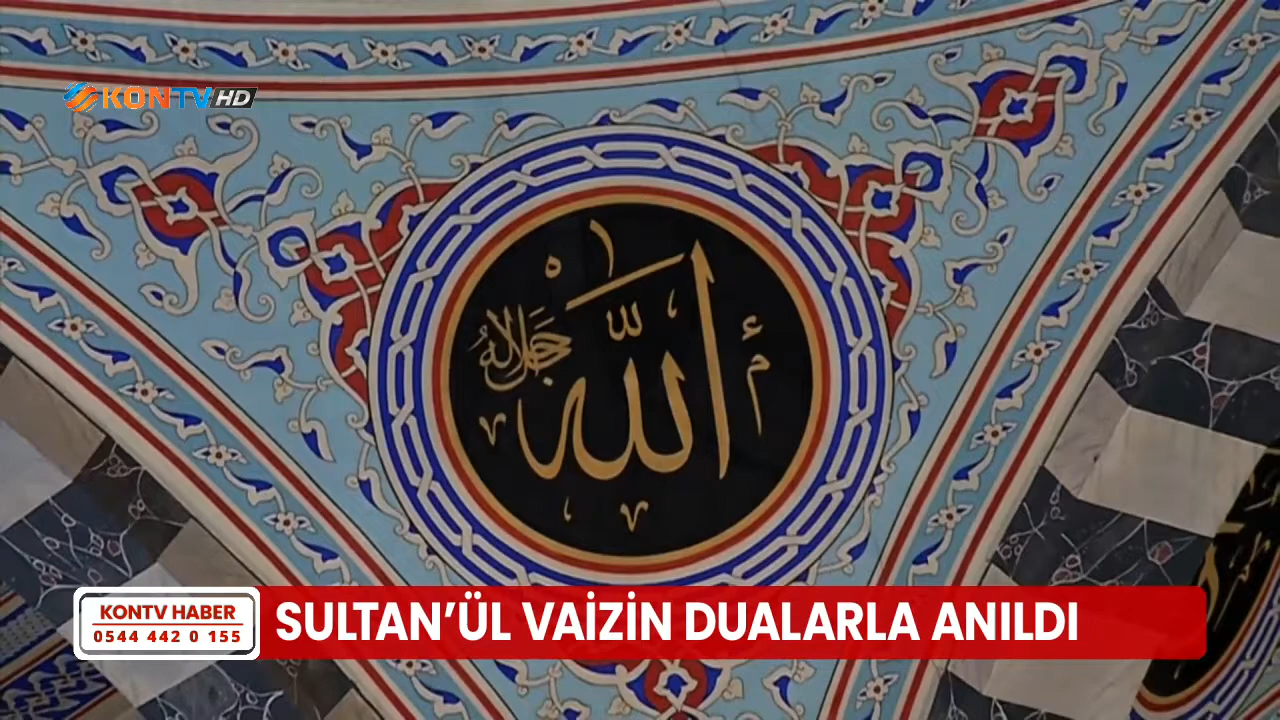 KONTV HD
الله
جل جلاله
KONTV HABER
0544 442 0 155
SULTAN’ÜL VAİZİN DUALARLA ANILDI